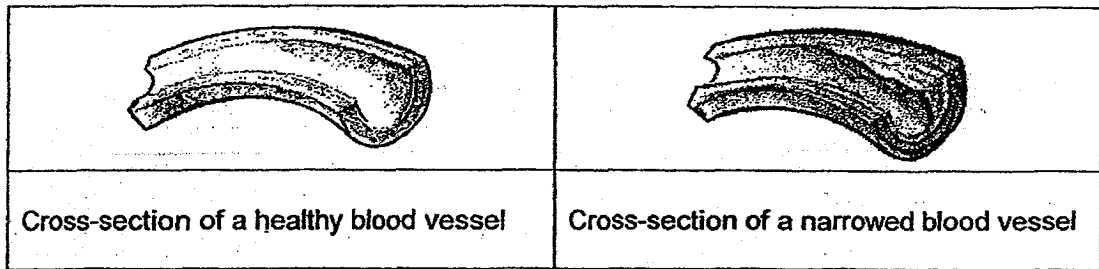 Cross-section of a healthy blood vessel
Cross-section of a narrowed blood vessel